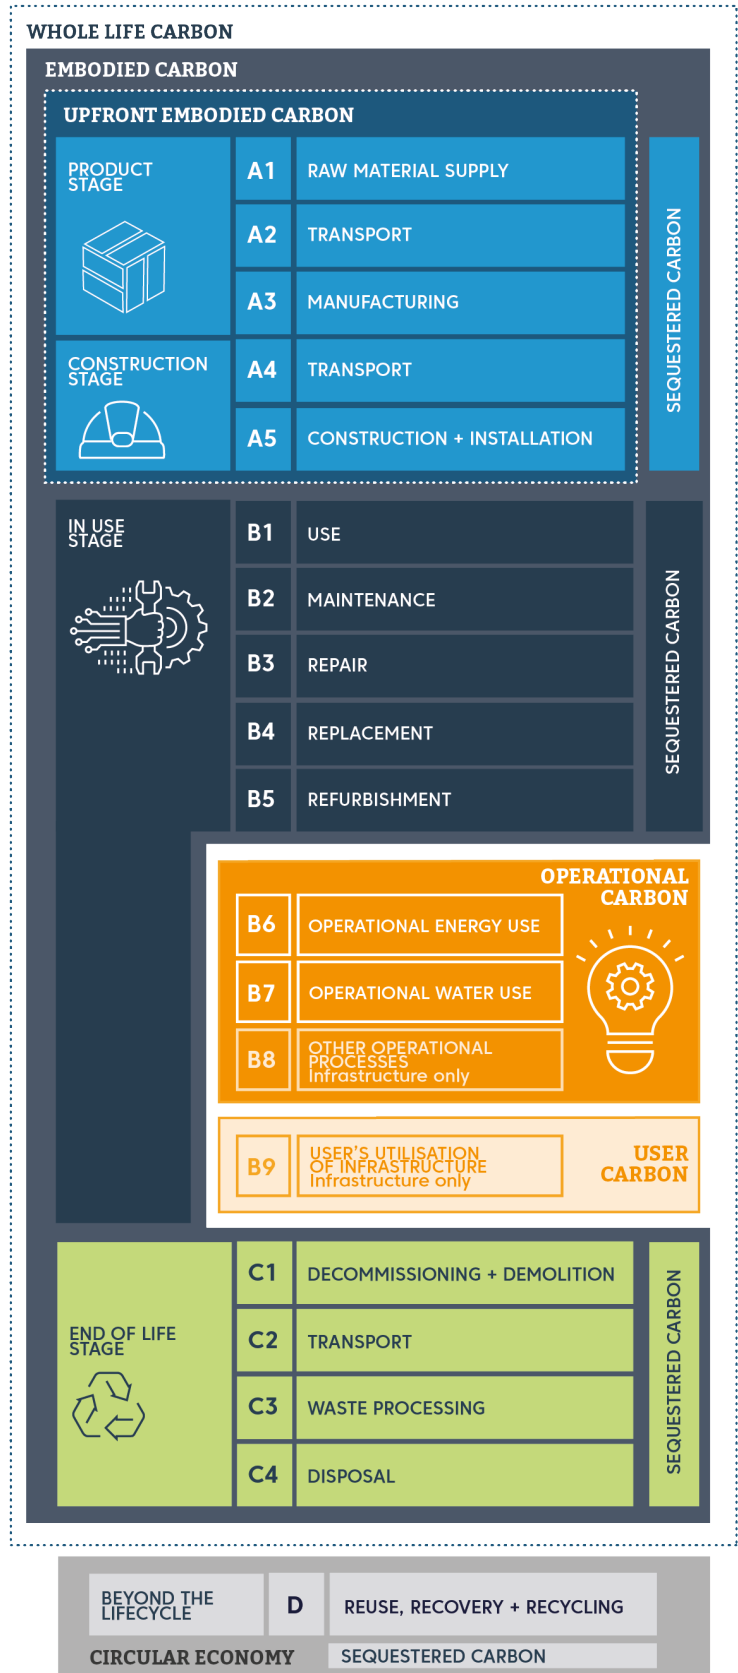 WHOLE LIFE CARBON
EMBODIED CARBON
UPFRONT EMBODIED CARBON
PRODUCT
STAGE
A1
RAW MATERIAL SUPPLY
A2
TRANSPORT
A3
MANUFACTURING
CONSTRUCTION
STAGE
A4
TRANSPORT
A5
CONSTRUCTION + INSTALLATION
SEQUESTERED CARBON
IN USE
STAGE
B1
USE
B2
MAINTENANCE
B3
REPAIR
B4
REPLACEMENT
B5
REFURBISHMENT
SEQUESTERED CARBON
OPERATIONAL
CARBON
B6
OPERATIONAL ENERGY USE
B7
OPERATIONAL WATER USE
B8
OTHER OPERATIONAL
PROCESSES
Infrastructure only
B9
USER'S UTILISATION
OF INFRASTRUCTURE
Infrastructure only
USER
CARBON
END OF LIFE
STAGE
C1
DECOMMISSIONING + DEMOLITION
C2
TRANSPORT
C3
WASTE PROCESSING
C4
DISPOSAL
SEQUESTERED CARBON
BEYOND THE
LIFECYCLE
D
REUSE, RECOVERY + RECYCLING
CIRCULAR ECONOMY
SEQUESTERED CARBON